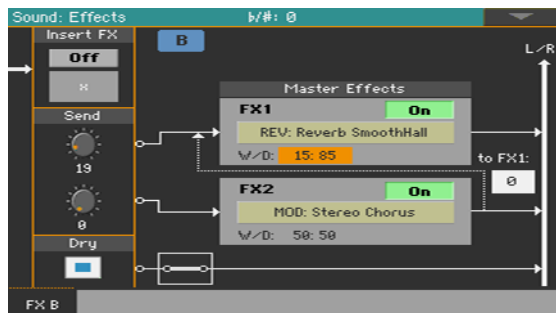 Sound: Effects
♭/#: 0
Insert FX
Off
B
L/R
×
Master Effects
FX1
On
Send
REV: Reverb SmoothHall
W/D: 15: 85
to FX1:
19
0
FX2
On
MOD: Stereo Chorus
0
W/D: 50: 50
Dry
FX B